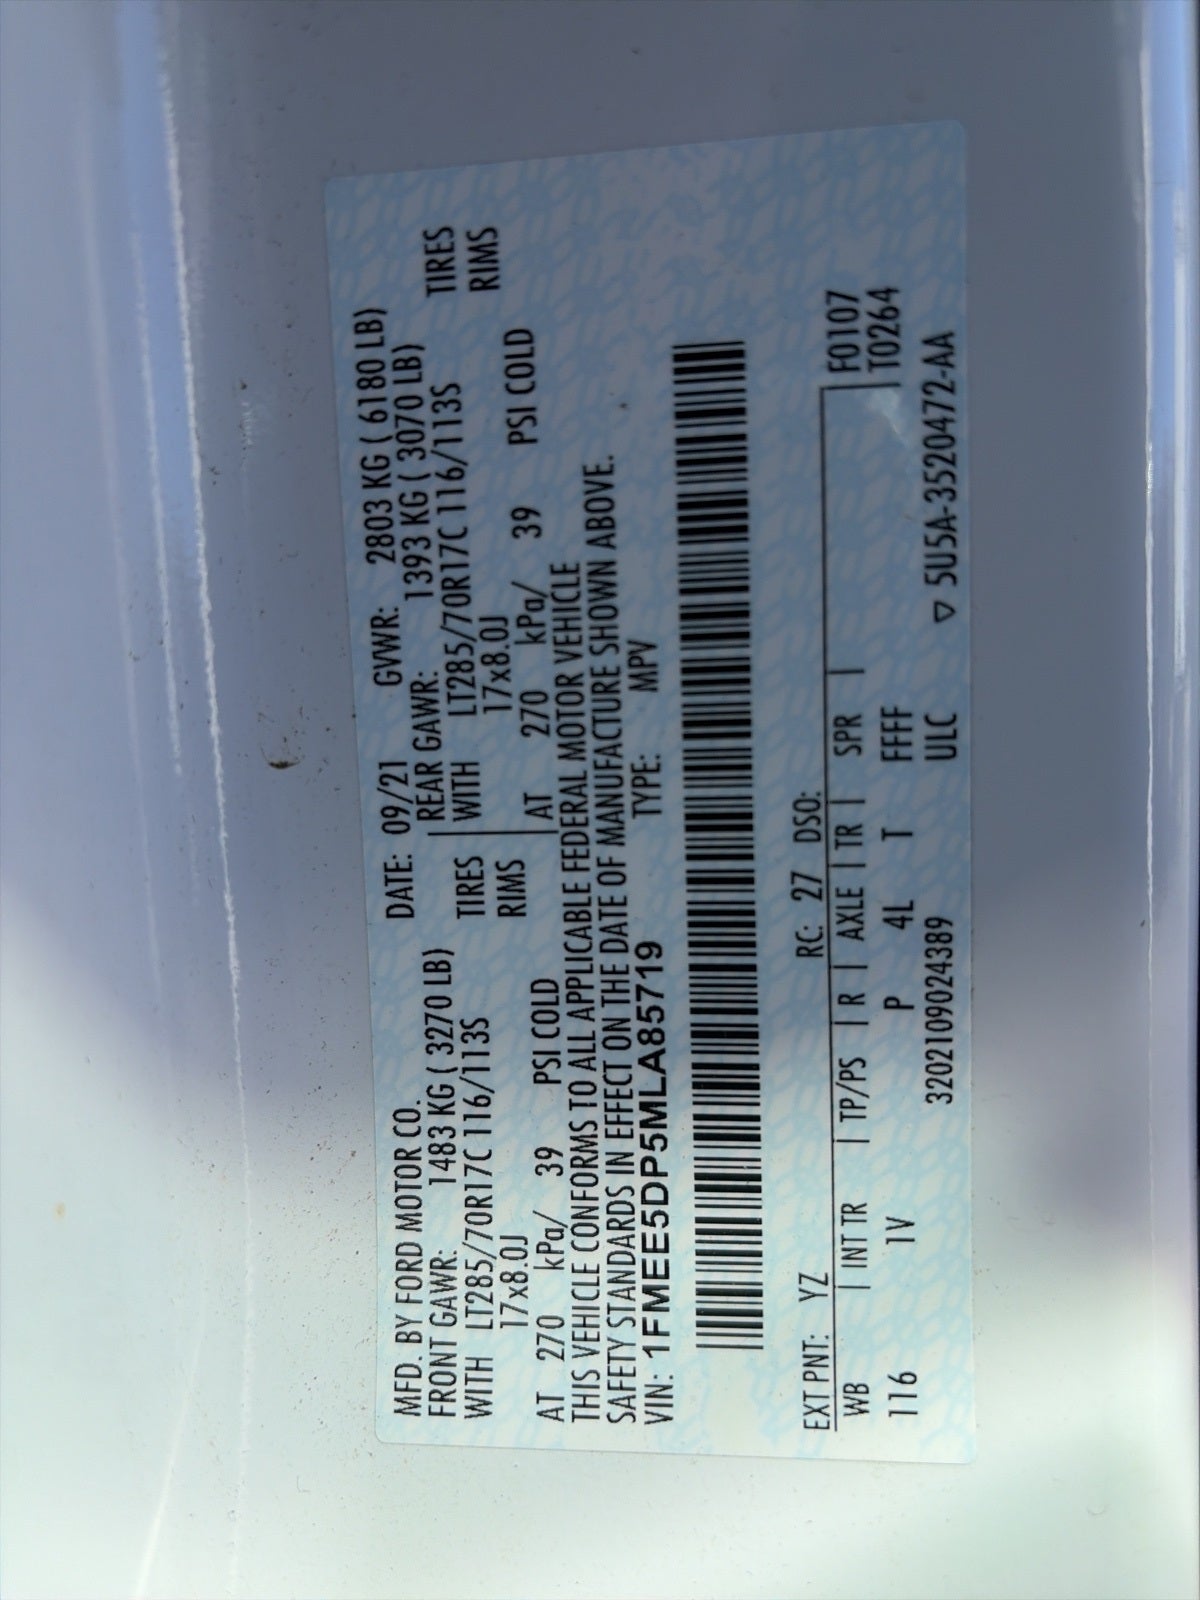 MFD. BY FORD MOTOR CO. DATE: 09/21 GVWR: 2803 KG ( 6180 LB)
FRONT GAWR: 1483 KG ( 3270 LB) REAR GAWR: 1393 KG ( 3070 LB)
WITH LT285/70R17C 116/113S TIRES WITH LT285/70R17C 116/113S TIRES
17x8.0J RIMS 17x8.0J RIMS
AT 270 kPa/ 39 PSI COLD AT 270 kPa/ 39 PSI COLD
THIS VEHICLE CONFORMS TO ALL APPLICABLE FEDERAL MOTOR VEHICLE
SAFETY STANDARDS IN EFFECT ON THE DATE OF MANUFACTURE SHOWN ABOVE.
VIN: 1FMEE5DP5MLA85719 TYPE: MPV
EXT PNT: YZ RC: 27 DSO: F0107
WB | INT TR | TP/PS | R | AXLE | TR | SPR | T0264
116 1V P 4L T FFFF
320210902​4389 ULC ▽ 5U5A-3520472-AA